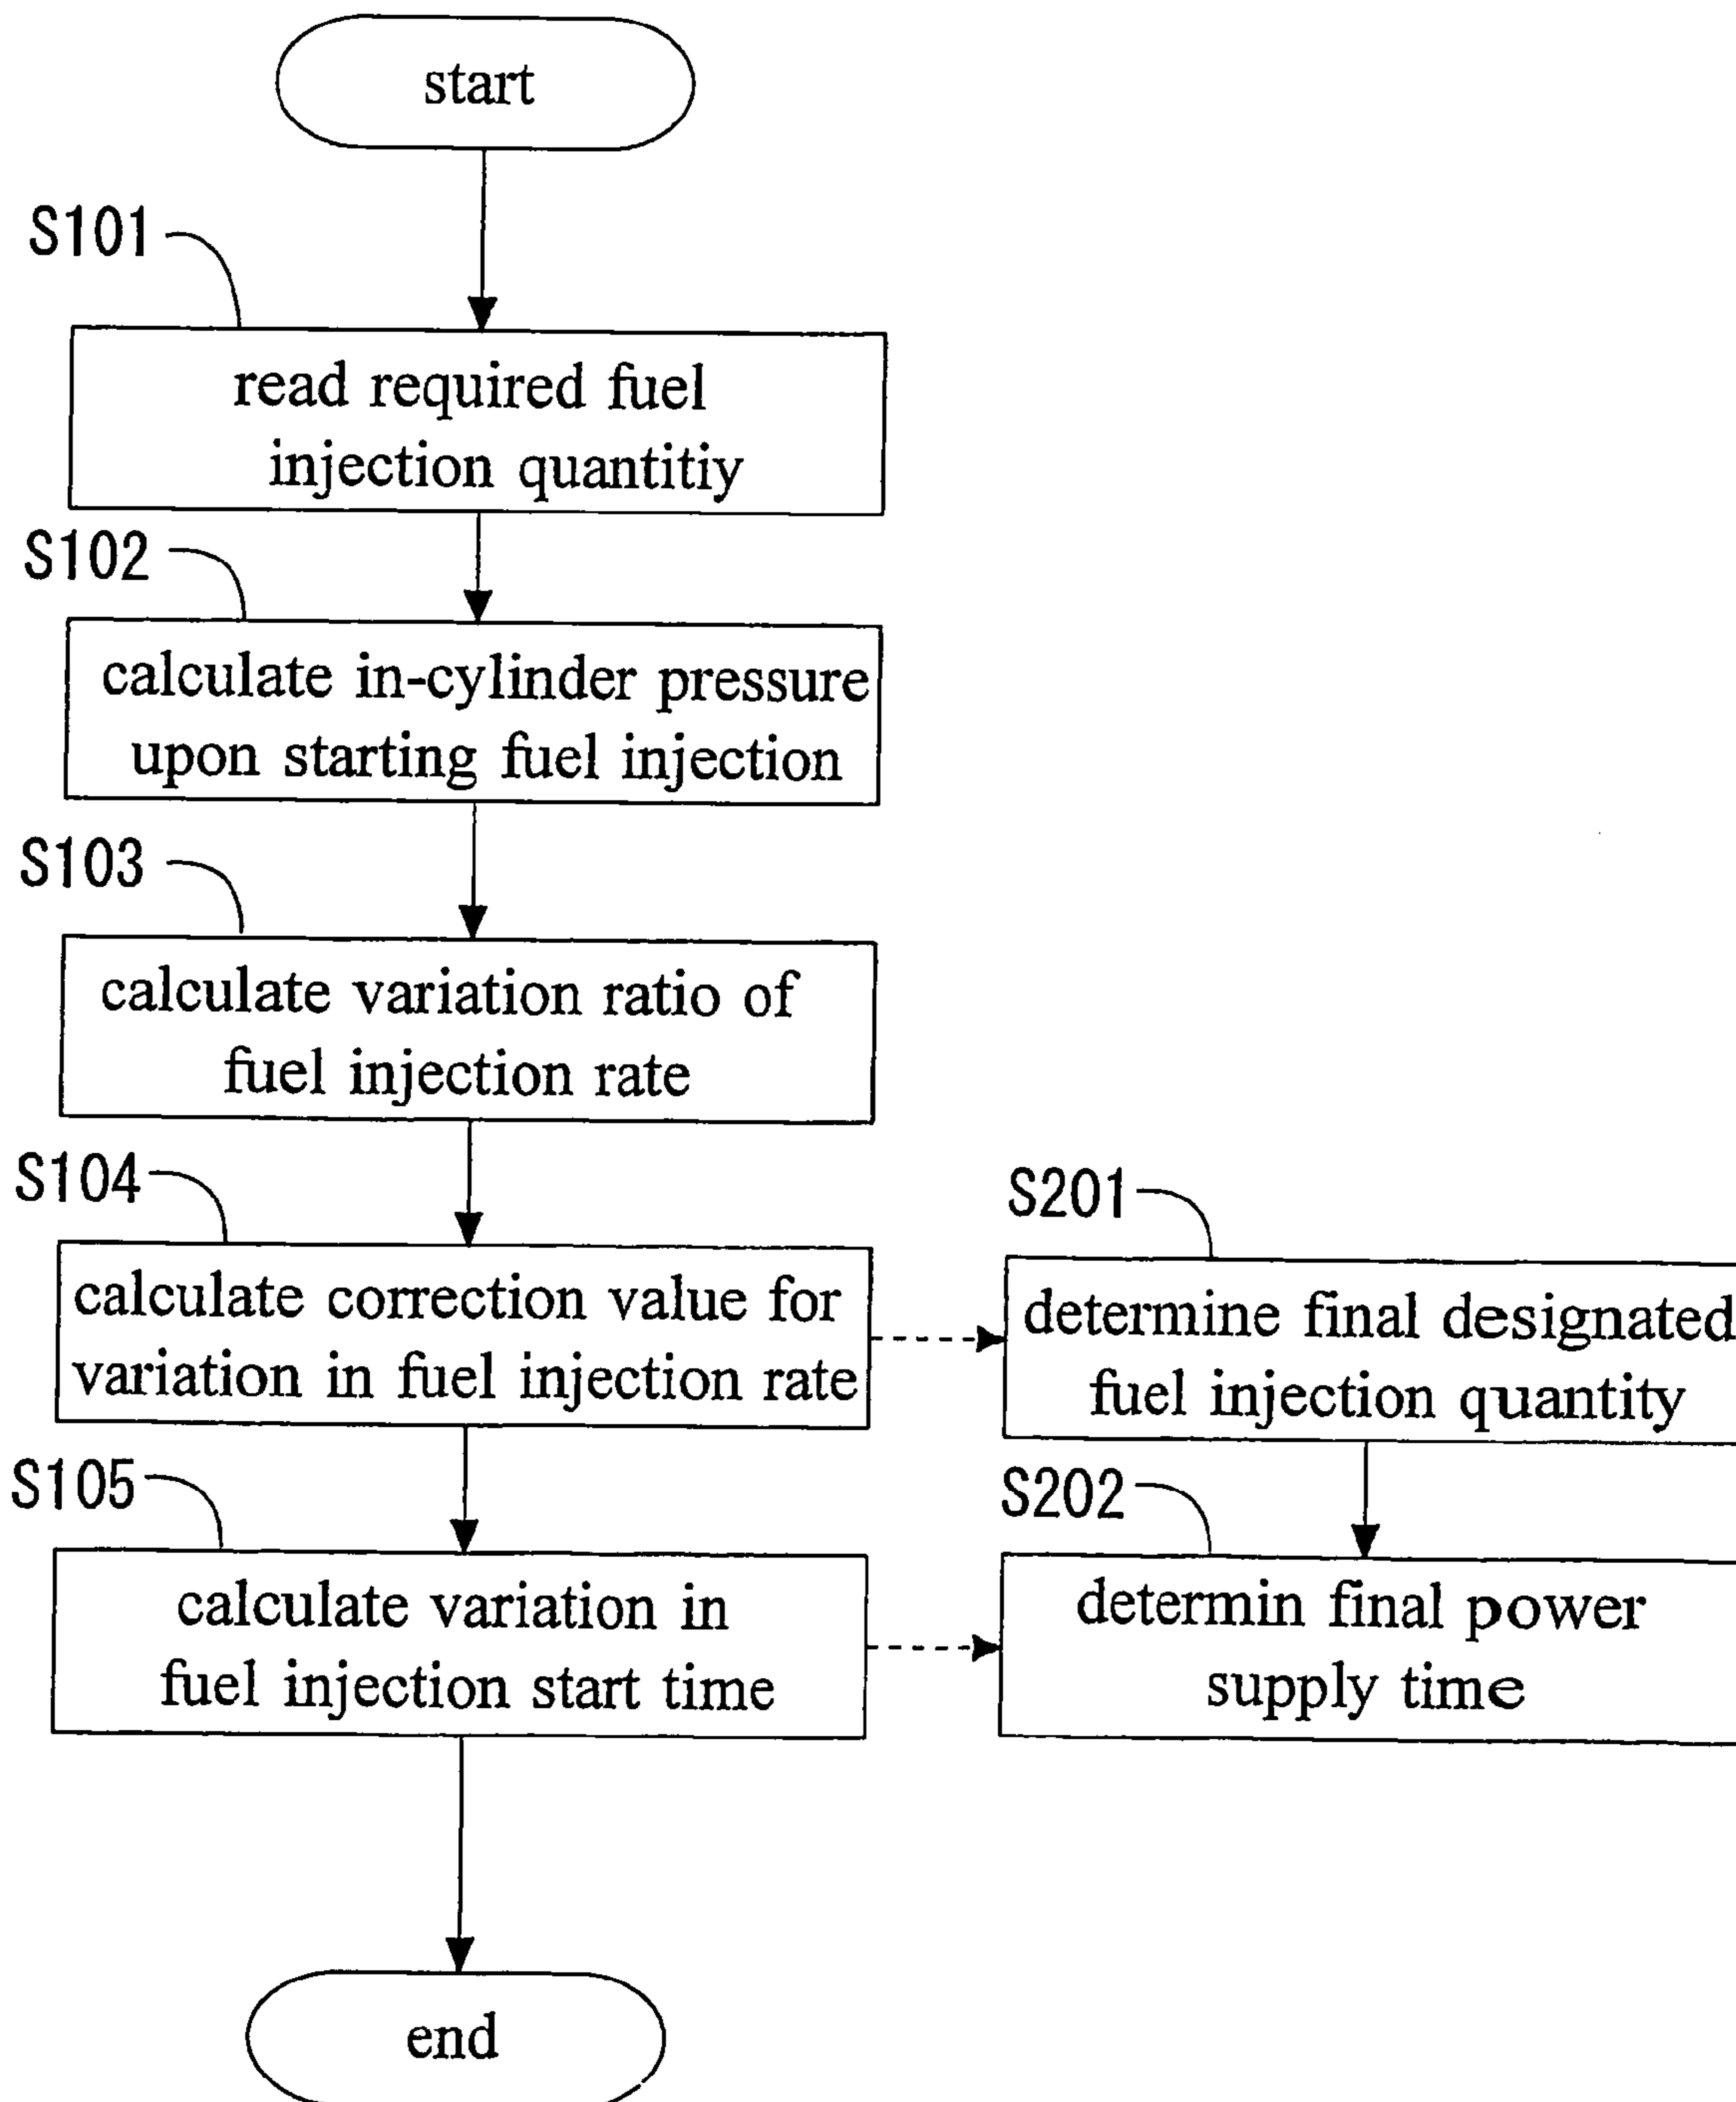 start
S101
read required fuel
injection quantitiy
S102
calculate in-cylinder pressure
upon starting fuel injection
S103
calculate variation ratio of
fuel injection rate
S104
calculate correction value for
variation in fuel injection rate
S201
determine final designated
fuel injection quantity
S105
calculate variation in
fuel injection start time
S202
determin final power
supply time
end